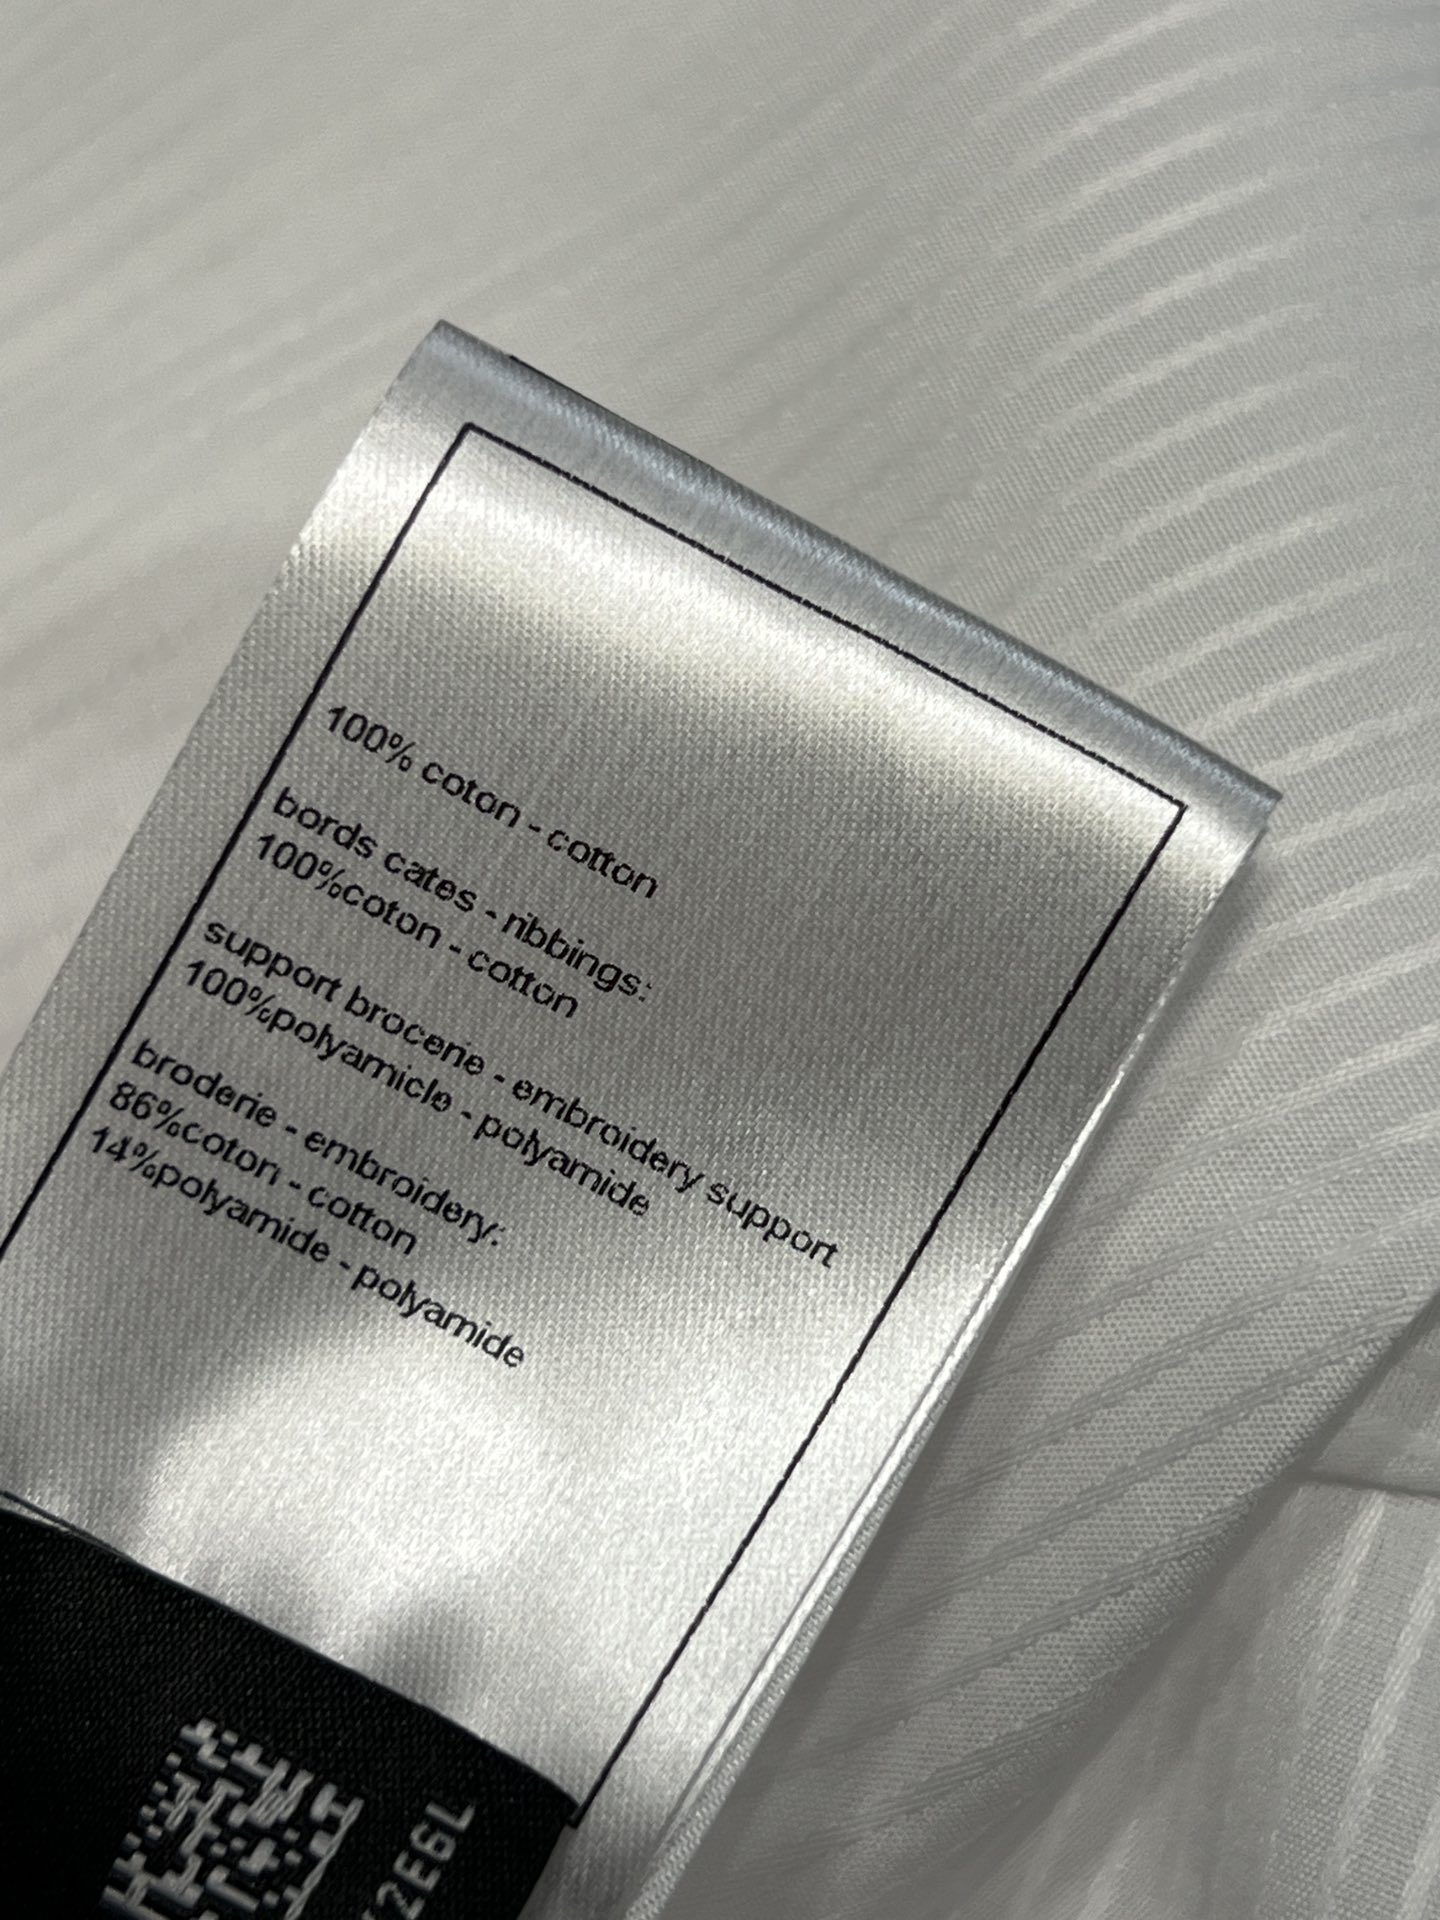 100% coton - cotton
bords cates - ribbings:
100%coton - cotton
support brocerie - embroidery support
100%polyamicle - polyamide
broderie - embroidery:
86%coton - cotton
14%polyamide - polyamide
2E6L